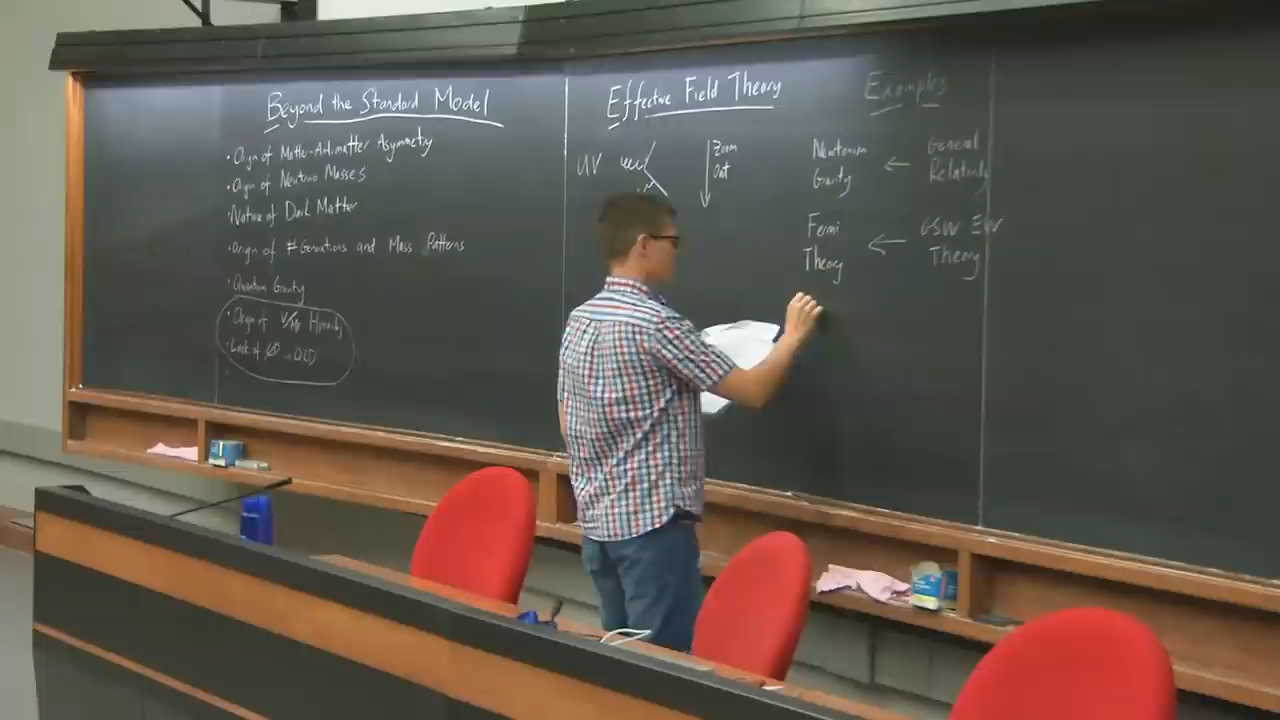 Beyond the Standard Model
· Origin of Matter-Antimatter Asymmetry
· Origin of Neutrino Masses
· Nature of Dark Matter
· Origin of # Generations and Mass Patterns
· Quantum Gravity
· Origin of Hierarchy
· Lack of in QCD
Effective Field Theory
UV
Zoom
Out
Examples
Newtonian
Gravity
←
General
Relativity
Fermi
Theory
←
GSW EW
Theory